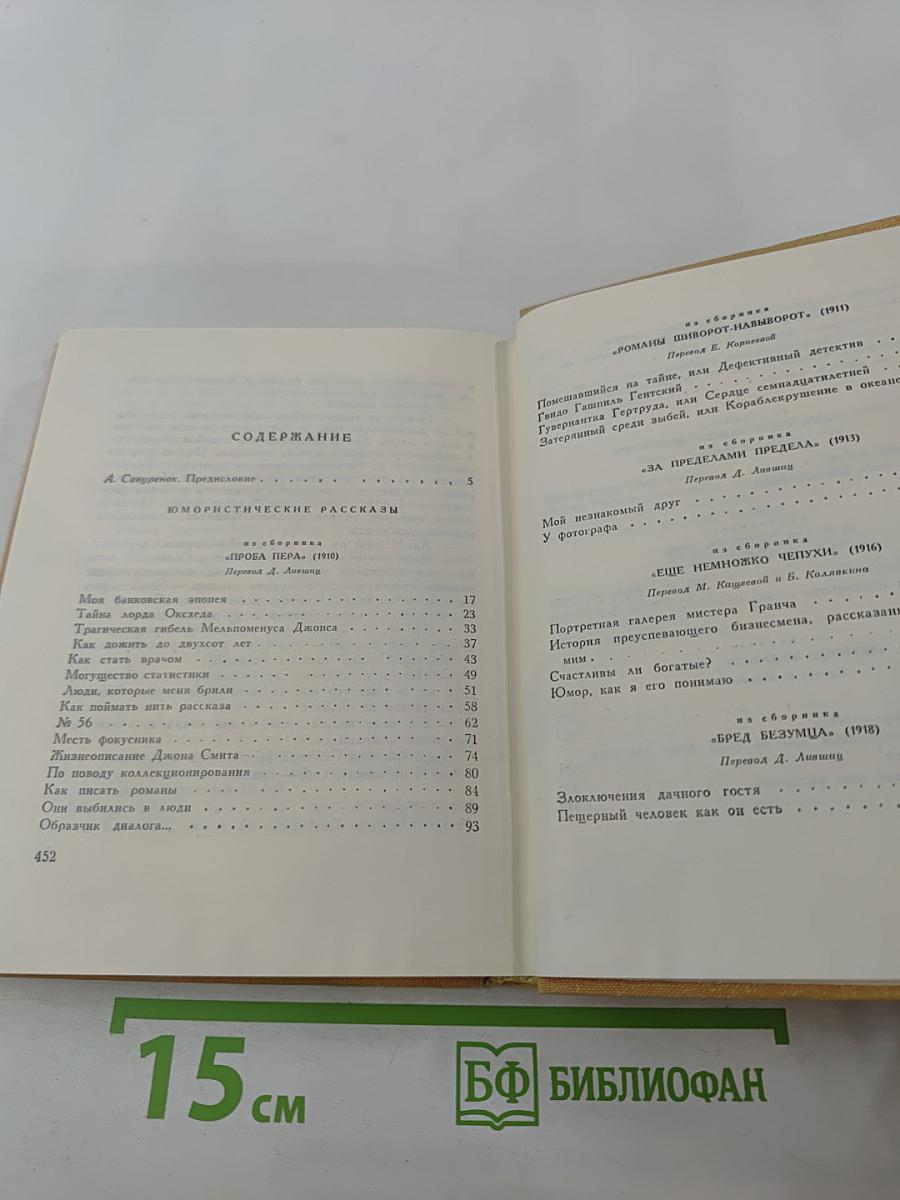 СОДЕРЖАНИЕ
А. Савуренок. Предисловие . . . . . . . . . . . . . 5
ЮМОРИСТИЧЕСКИЕ РАССКАЗЫ
из сборника
«ПРОБА ПЕРА» (1910)
Перевод Д. Лившиц
Моя банковская эпопея . . . . . . . . . . . . . 17
Тайна лорда Оксхеда . . . . . . . . . . . . . 23
Трагическая гибель Мельпоменуса Джонса . . . . . . . . 33
Как дожить до двухсот лет . . . . . . . . . . . . . 37
Как стать врачом . . . . . . . . . . . . . 43
Могущество статистики . . . . . . . . . . . . . 49
Люди, которые меня брили . . . . . . . . . . . . . 51
Как поймать нить рассказа . . . . . . . . . . . . . 58
№ 56 . . . . . . . . . . . . . 62
Месть фокусника . . . . . . . . . . . . . 71
Жизнеописание Джона Смита . . . . . . . . . . . . . 74
По поводу коллекционирования . . . . . . . . . . . . . 80
Как писать романы . . . . . . . . . . . . . 84
Они выбились в люди . . . . . . . . . . . . . 89
Образчик диалога... . . . . . . . . . . . . . 93
452
из сборника
«РОМАНЫ ШИВОРОТ-НАВЫВОРОТ» (1911)
Перевод Е. Корнеевой
Помешавшийся на тайне, или Дефективный детектив . .
Гвидо Гашпиль Гентский . . . . . . . . . .
Гувернантка Гертруда, или Сердце семнадцатилетней . .
Затерянный среди зыбей, или Кораблекрушение в океане
из сборника
«ЗА ПРЕДЕЛАМИ ПРЕДЕЛА» (1913)
Перевод Д. Лившиц
Мой незнакомый друг . . . . . . . . . .
У фотографа . . . . . . . . . . . . .
из сборника
«ЕЩЕ НЕМНОЖКО ЧЕПУХИ» (1916)
Перевод М. Кащеевой и Б. Колпакина
Портретная галерея мистера Гранча . . . . .
История преуспевающего бизнесмена, рассказан
мим . . . . . . . . . . . . .
Счастливы ли богатые? . . . . . . . . .
Юмор, как я его понимаю . . . . . . . . .
из сборника
«БРЕД БЕЗУМЦА» (1918)
Перевод Д. Лившиц
Злоключения дачного гостя . . . . . . .
Пещерный человек как он есть . . . . . .
15 см
БФ БИБЛИОФАН